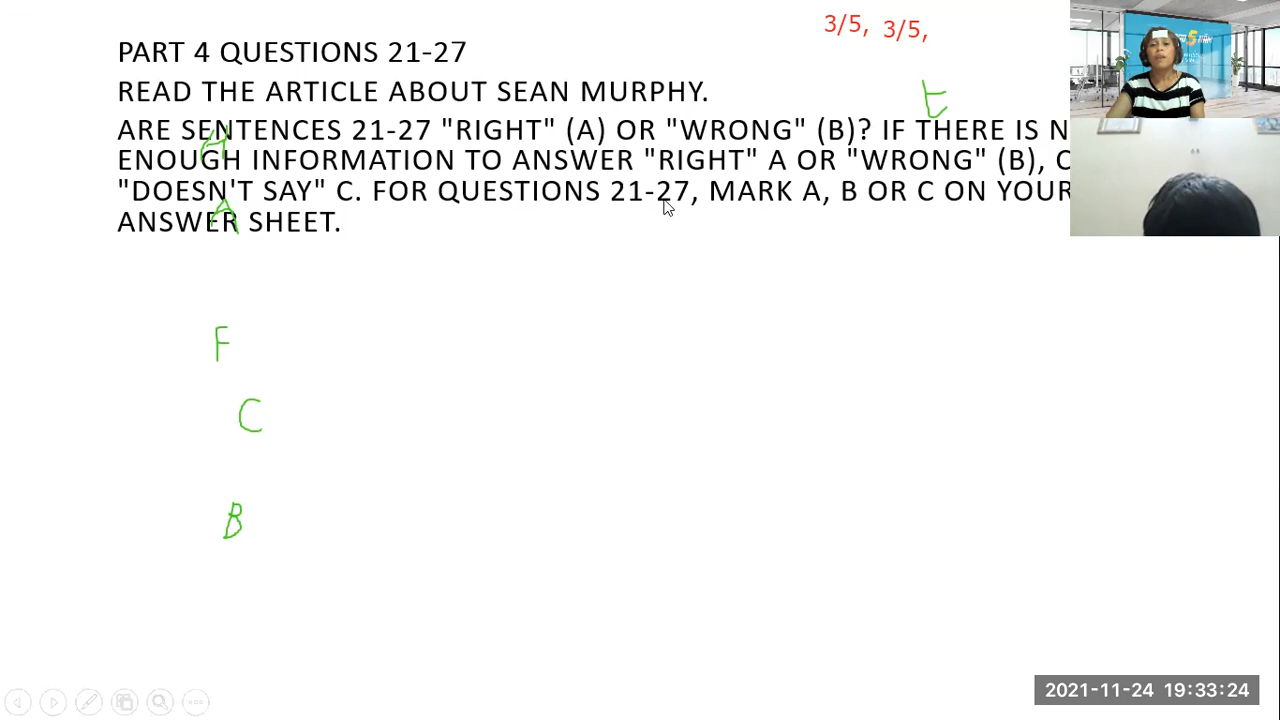 3/5, 3/5,
PART 4 QUESTIONS 21-27
READ THE ARTICLE ABOUT SEAN MURPHY.
t
ARE SENTENCES 21-27 "RIGHT" (A) OR "WRONG" (B)? IF THERE IS N
ENOUGH INFORMATION TO ANSWER "RIGHT" A OR "WRONG" (B), C
"DOESN'T SAY" C. FOR QUESTIONS 21-27, MARK A, B OR C ON YOUR
A
ANSWER SHEET.
F
C
B
5
2021-11-24 19:33:24